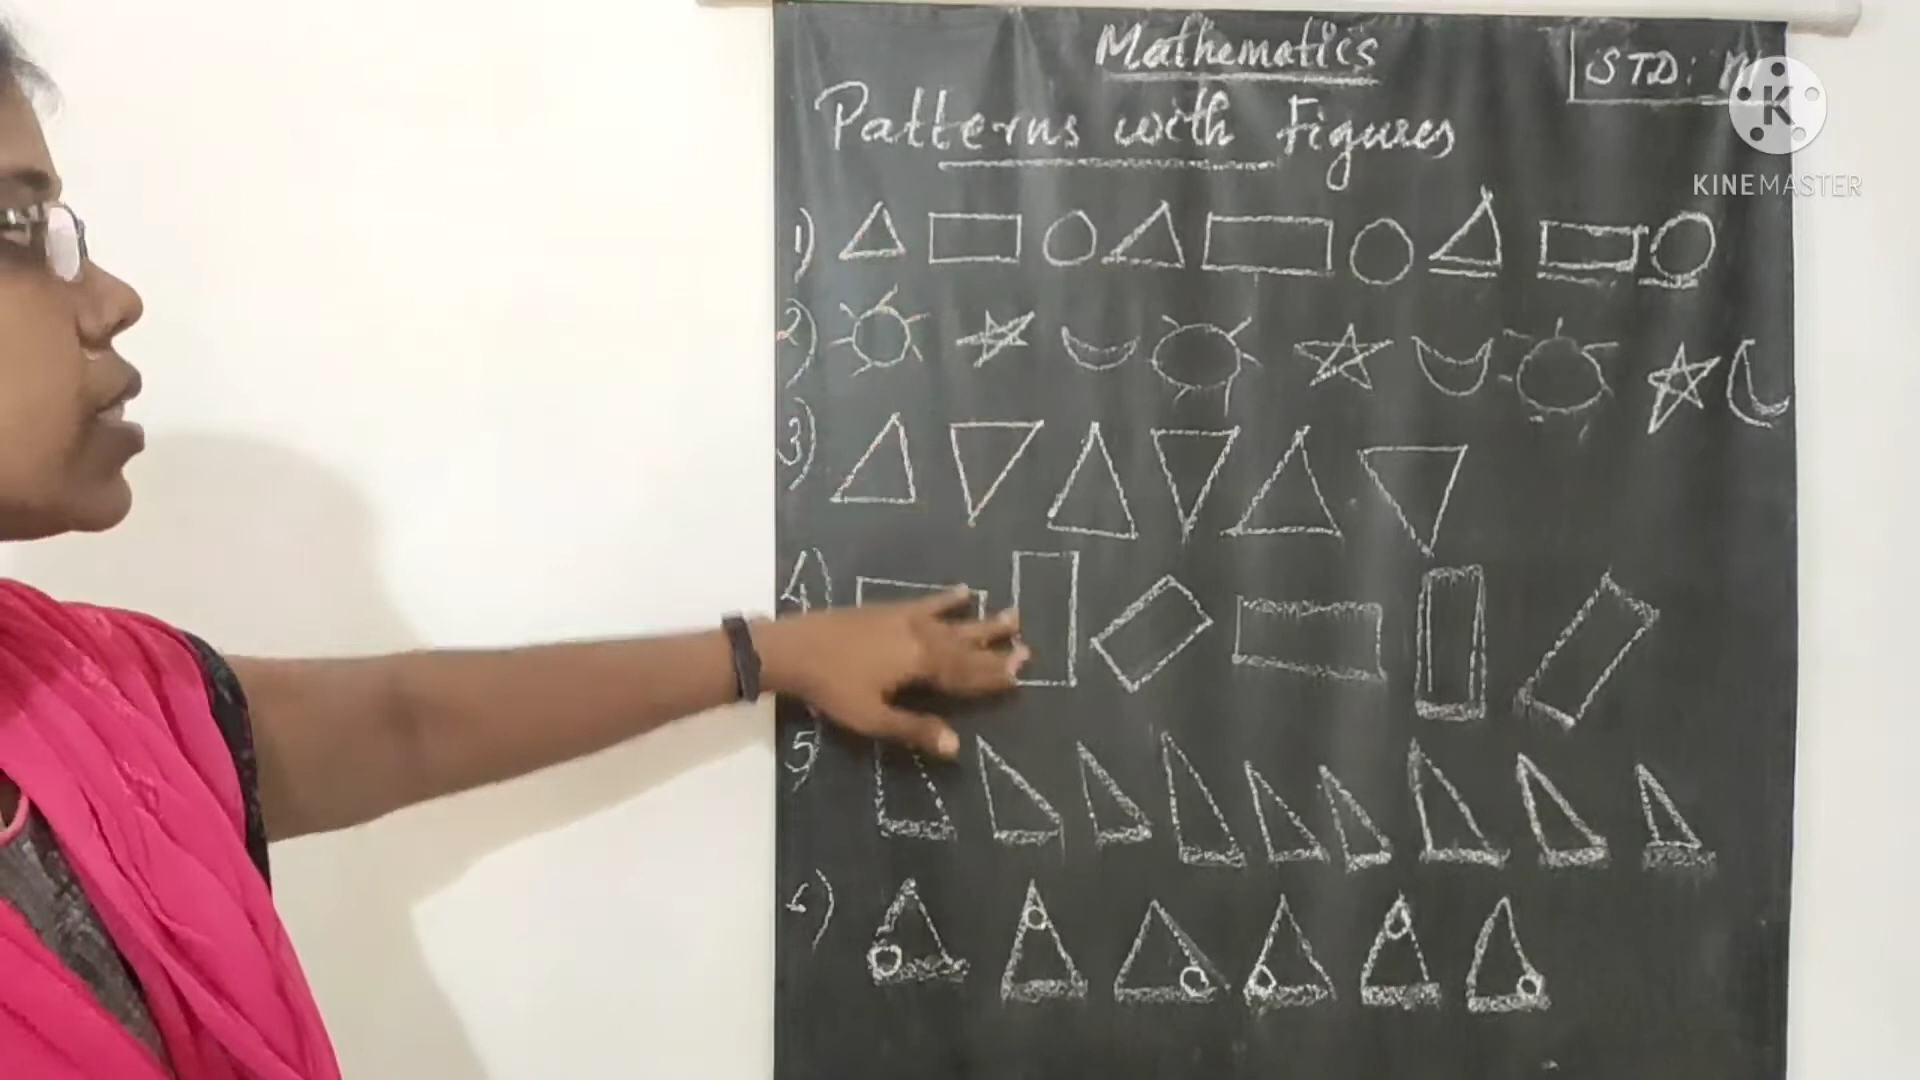 Mathematics
STD:
Patterns with Figures
K
KINEMASTER
1)
2)
3)
4)
5
6)